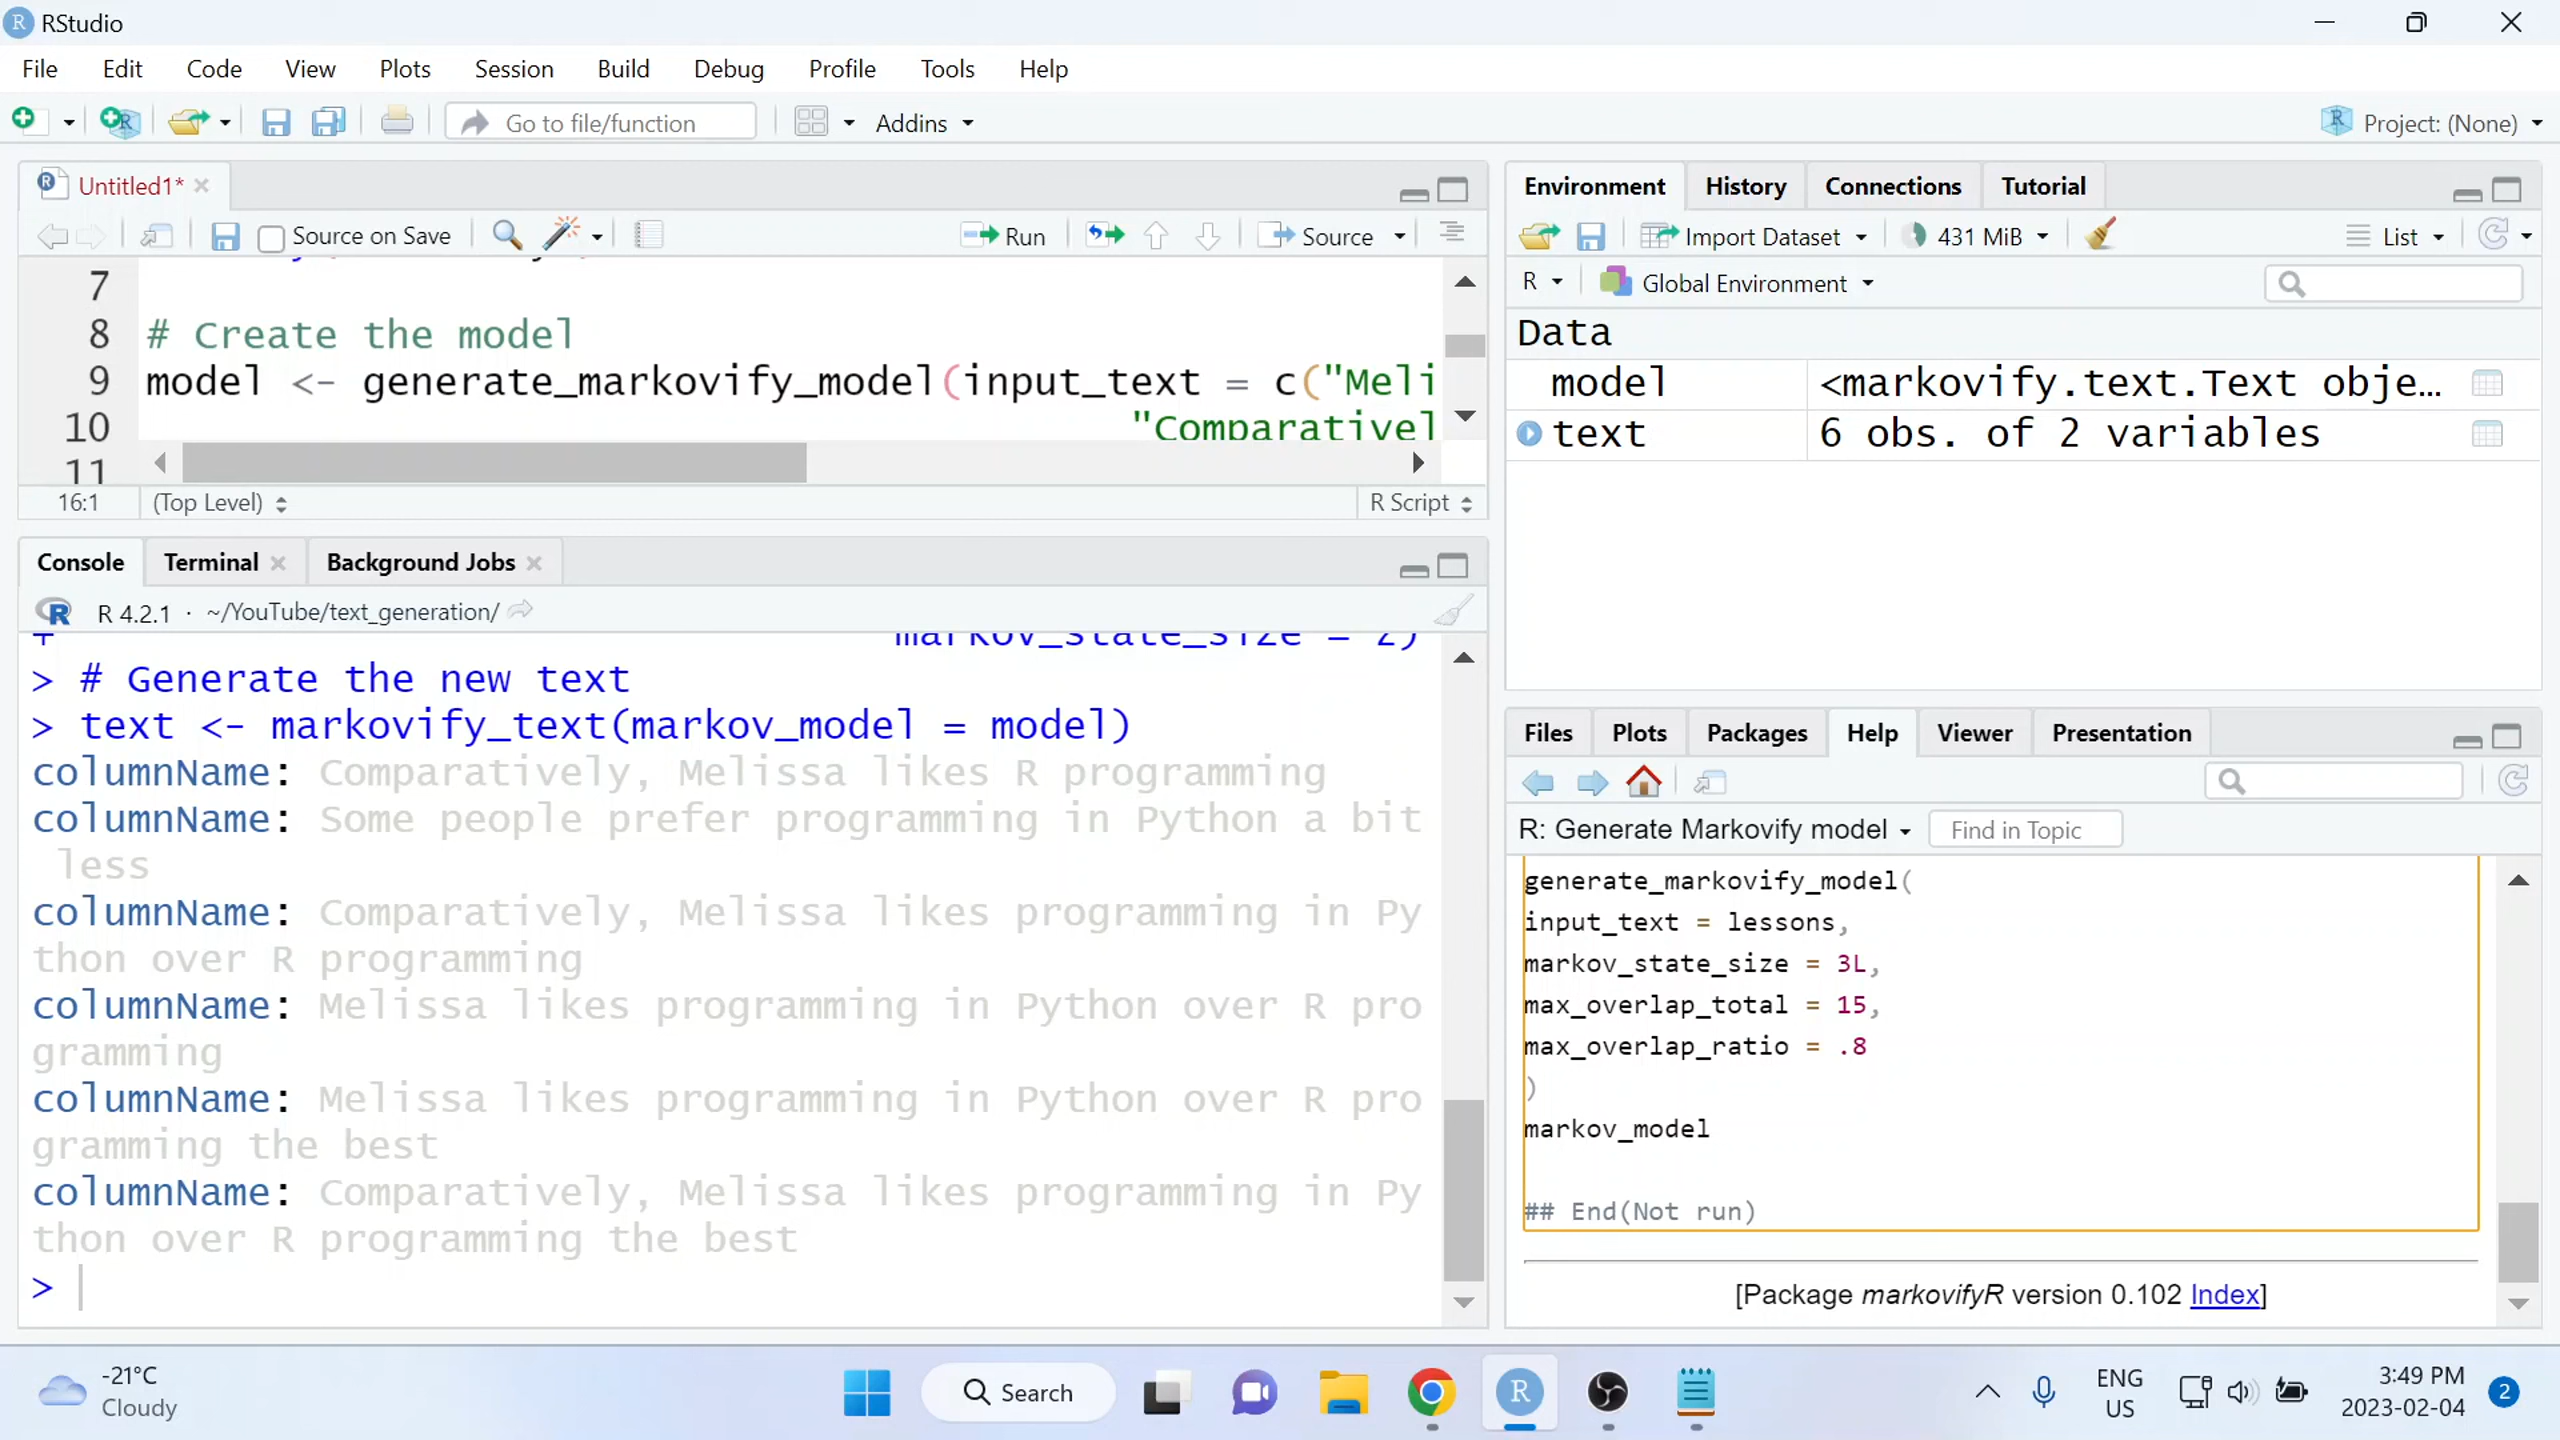 RStudio
File Edit Code View Plots Session Build Debug Profile Tools Help
Go to file/function Addins Project: (None)
Untitled1*
Source on Save Run Source
7
8 # Create the model
9 model <- generate_markovify_model(input_text = c("Meli
10 "Comparativel
11
16:1 (Top Level) R Script
Console Terminal Background Jobs
R 4.2.1 · ~/YouTube/text_generation/
+ markov_state_size = 2)
> # Generate the new text
> text <- markovify_text(markov_model = model)
columnName: Comparatively, Melissa likes R programming
columnName: Some people prefer programming in Python a bit
less
columnName: Comparatively, Melissa likes programming in Py
thon over R programming
columnName: Melissa likes programming in Python over R pro
gramming
columnName: Melissa likes programming in Python over R pro
gramming the best
columnName: Comparatively, Melissa likes programming in Py
thon over R programming the best
>
Environment History Connections Tutorial
Import Dataset 431 MiB List
R Global Environment
Data
model <markovify.text.Text obje…
text 6 obs. of 2 variables
Files Plots Packages Help Viewer Presentation
R: Generate Markovify model Find in Topic
generate_markovify_model(
input_text = lessons,
markov_state_size = 3L,
max_overlap_total = 15,
max_overlap_ratio = .8
)
markov_model
## End(Not run)
[Package markovifyR version 0.102 Index]
-21°C
Cloudy
Search
ENG
US
3:49 PM
2023-02-04
2